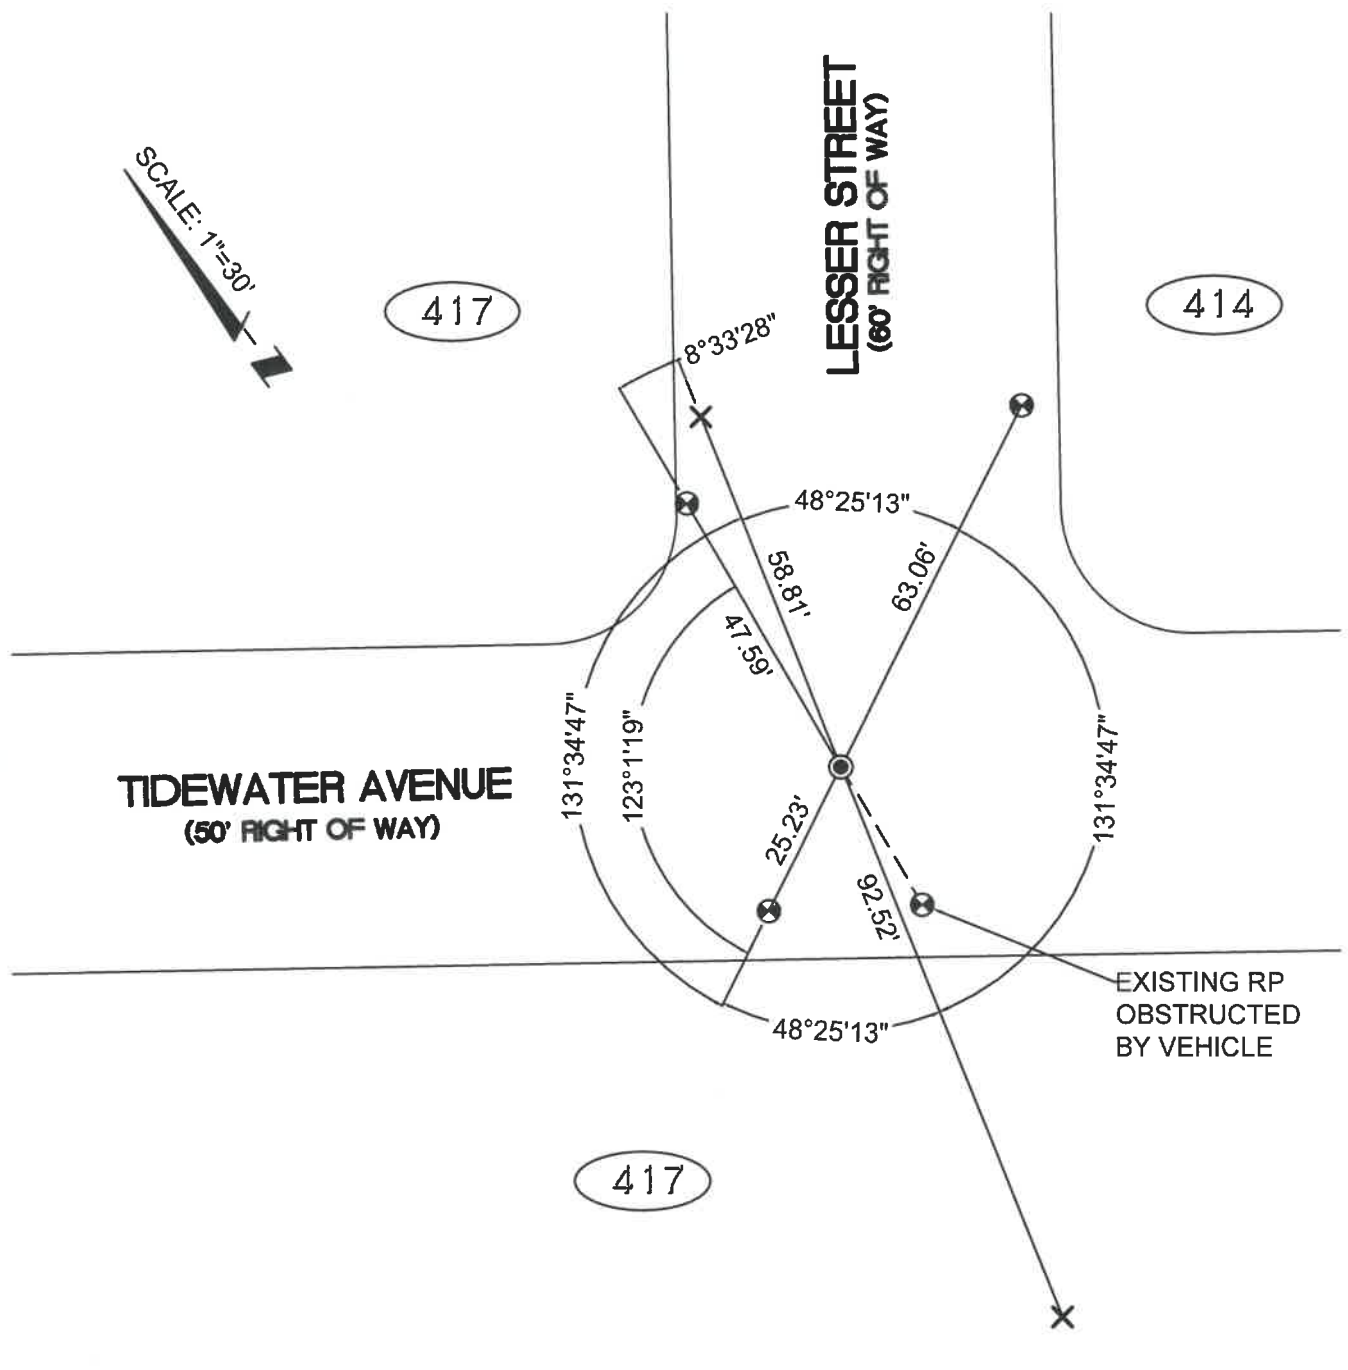 LESSER STREET
(60' RIGHT OF WAY)
SCALE: 1"=30'
417
414
8°33'28"
48°25'13"
58.81'
63.06'
47.59'
131°34'47"
123°1'19"
131°34'47"
TIDEWATER AVENUE
(50' RIGHT OF WAY)
25.23'
92.52'
EXISTING RP
OBSTRUCTED
BY VEHICLE
48°25'13"
417